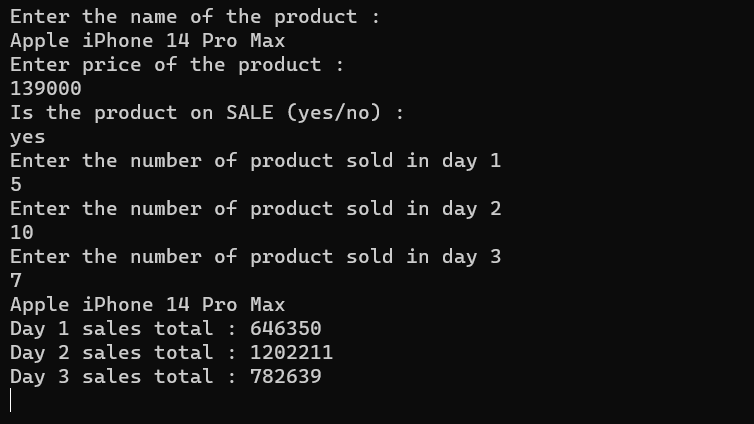 Enter the name of the product :
Apple iPhone 14 Pro Max
Enter price of the product :
139000
Is the product on SALE (yes/no) :
yes
Enter the number of product sold in day 1
5
Enter the number of product sold in day 2
10
Enter the number of product sold in day 3
7
Apple iPhone 14 Pro Max
Day 1 sales total : 646350
Day 2 sales total : 1202211
Day 3 sales total : 782639